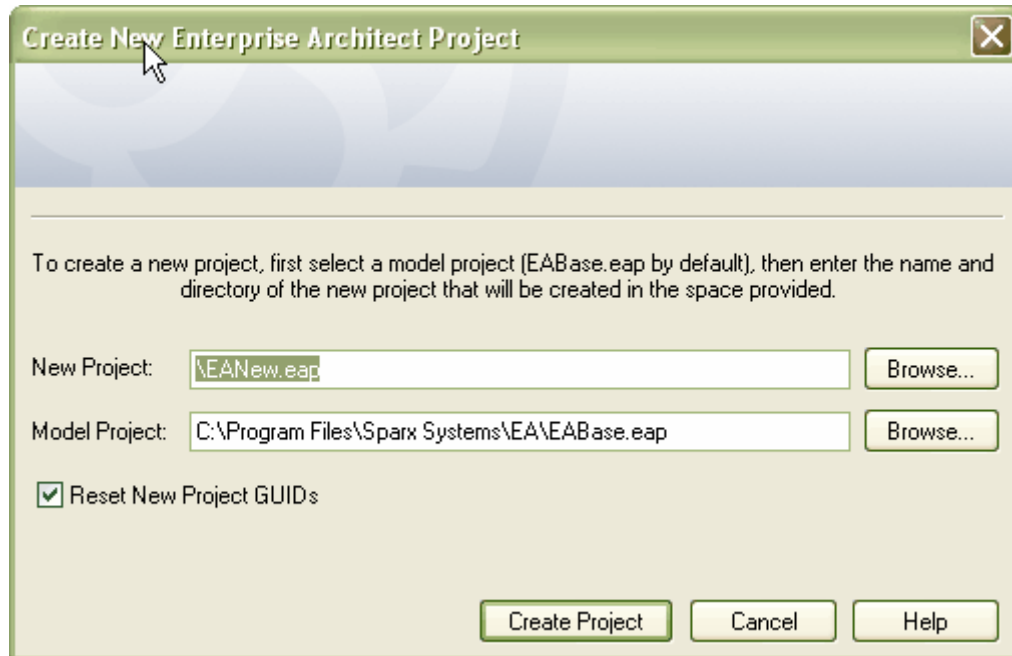 Create New Enterprise Architect Project
To create a new project, first select a model project (EABase.eap by default), then enter the name and
directory of the new project that will be created in the space provided.
New Project: \EANew.eap Browse...
Model Project: C:\Program Files\Sparx Systems\EA\EABase.eap Browse...
Reset New Project GUIDs
Create Project Cancel Help